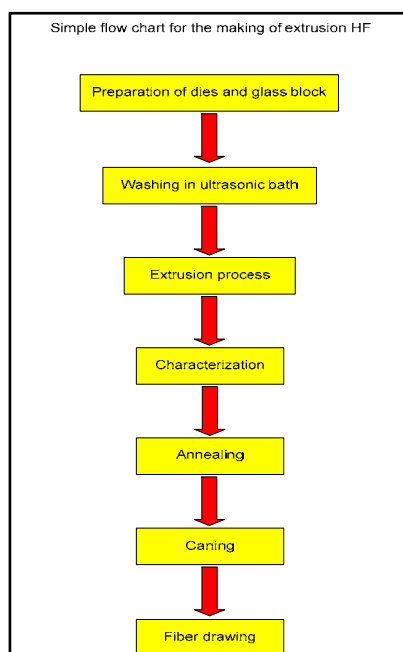 Simple flow chart for the making of extrusion HF
Preparation of dies and glass block
Washing in ultrasonic bath
Extrusion process
Characterization
Annealing
Caning
Fiber drawing